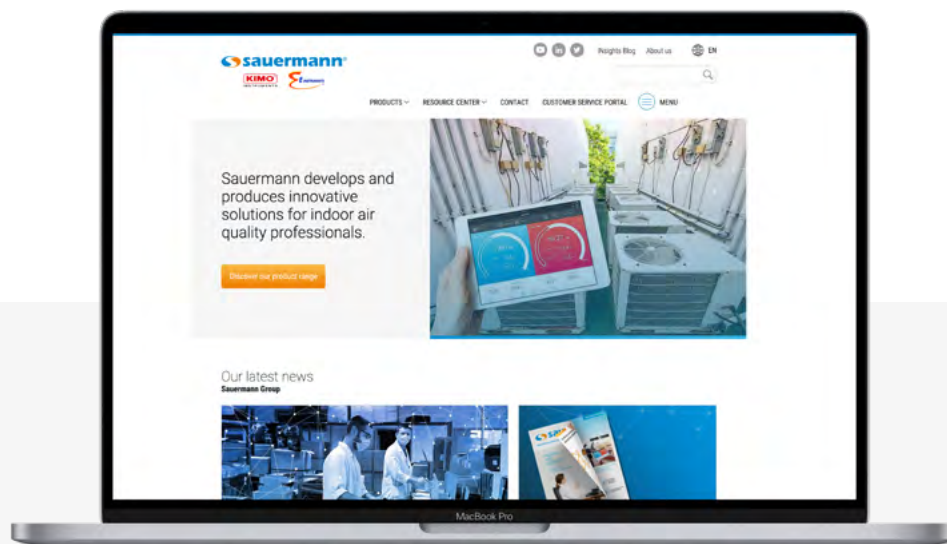 sauermann
Insights Blog About us EN
KIMO
INSTRUMENTS
PRODUCTS RESOURCE CENTER CONTACT CUSTOMER SERVICE PORTAL MENU
Sauermann develops and
produces innovative
solutions for indoor air
quality professionals.
Discover our product range
Our latest news
Sauermann Group
MacBook Pro